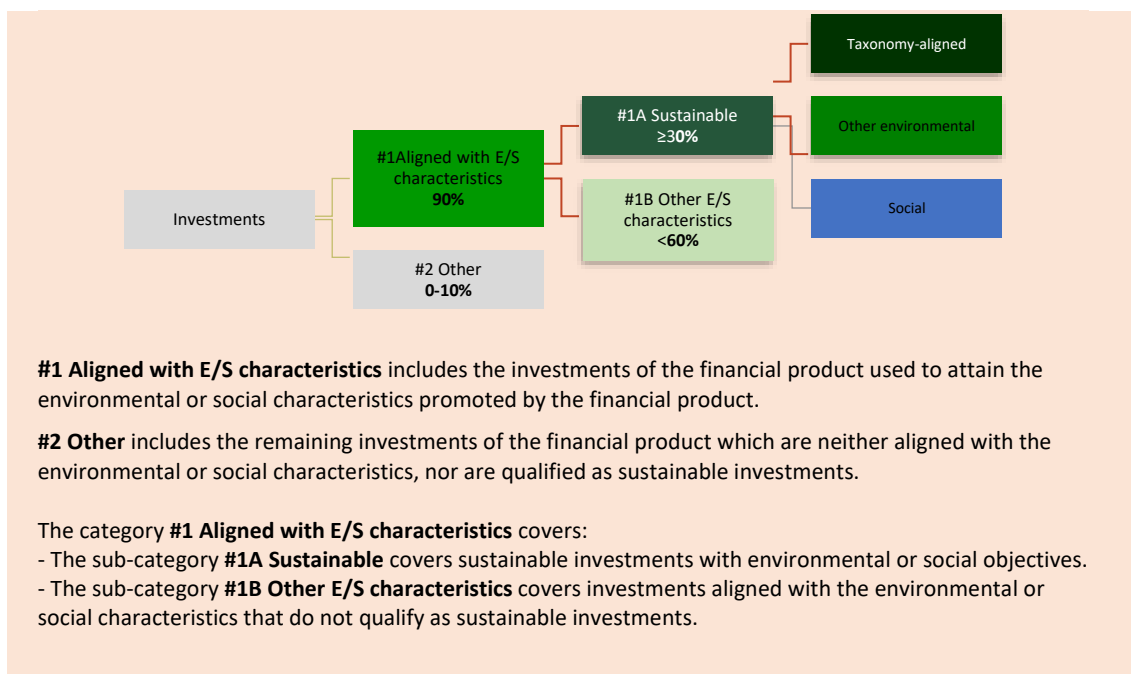 Taxonomy-aligned
#1A Sustainable
≥30%
Other environmental
#1Aligned with E/S
characteristics
90%
#1B Other E/S
characteristics
<60%
Investments
Social
#2 Other
0-10%
#1 Aligned with E/S characteristics includes the investments of the financial product used to attain the
environmental or social characteristics promoted by the financial product.
#2 Other includes the remaining investments of the financial product which are neither aligned with the
environmental or social characteristics, nor are qualified as sustainable investments.
The category #1 Aligned with E/S characteristics covers:
- The sub-category #1A Sustainable covers sustainable investments with environmental or social objectives.
- The sub-category #1B Other E/S characteristics covers investments aligned with the environmental or
social characteristics that do not qualify as sustainable investments.